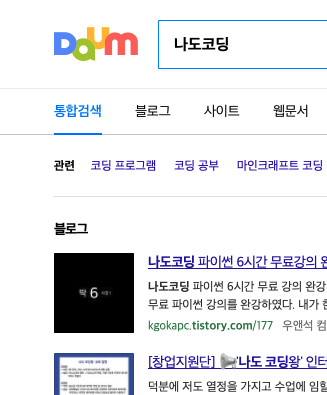 Daum
나도코딩
통합검색 블로그 사이트 웹문서
관련 코딩 프로그램 코딩 공부 마인크래프트 코딩
블로그
나도코딩 파이썬 6시간 무료강의 완
나도코딩 파이썬 6시간 무료 강의 완강
무료 파이썬 강의를 완강하였다. 내가 한
kgokapc.tistory.com/177 우앤석 컴
딱 6
[창업지원단] 📢'나도 코딩왕' 인터
덕분에 저도 열정을 가지고 수업에 임할